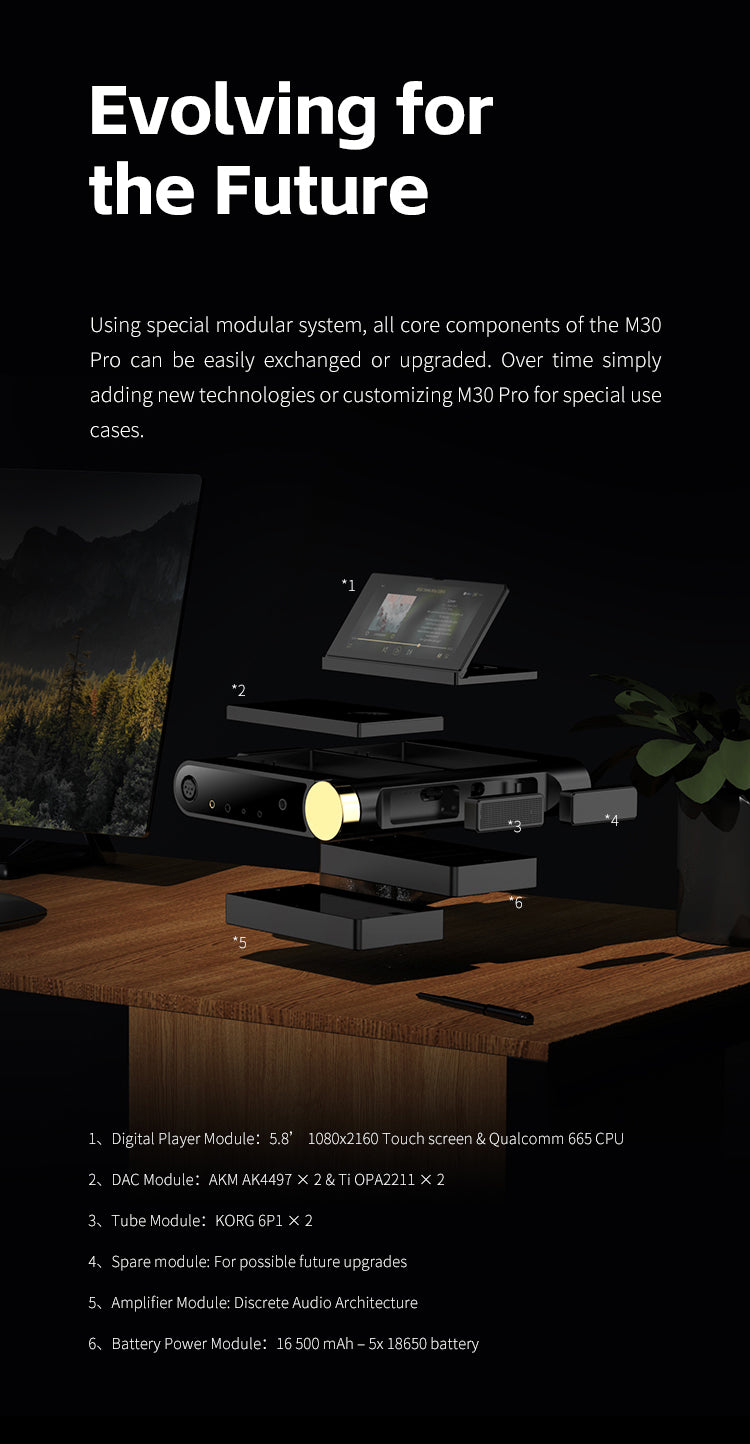 Evolving for
the Future
Using special modular system, all core components of the M30
Pro can be easily exchanged or upgraded. Over time simply
adding new technologies or customizing M30 Pro for special use
cases.
*1
*2
*3
*4
*6
*5
1、Digital Player Module：5.8’ 1080x2160 Touch screen & Qualcomm 665 CPU
2、DAC Module：AKM AK4497 × 2 & Ti OPA2211 × 2
3、Tube Module：KORG 6P1 × 2
4、Spare module: For possible future upgrades
5、Amplifier Module: Discrete Audio Architecture
6、Battery Power Module：16 500 mAh – 5x 18650 battery